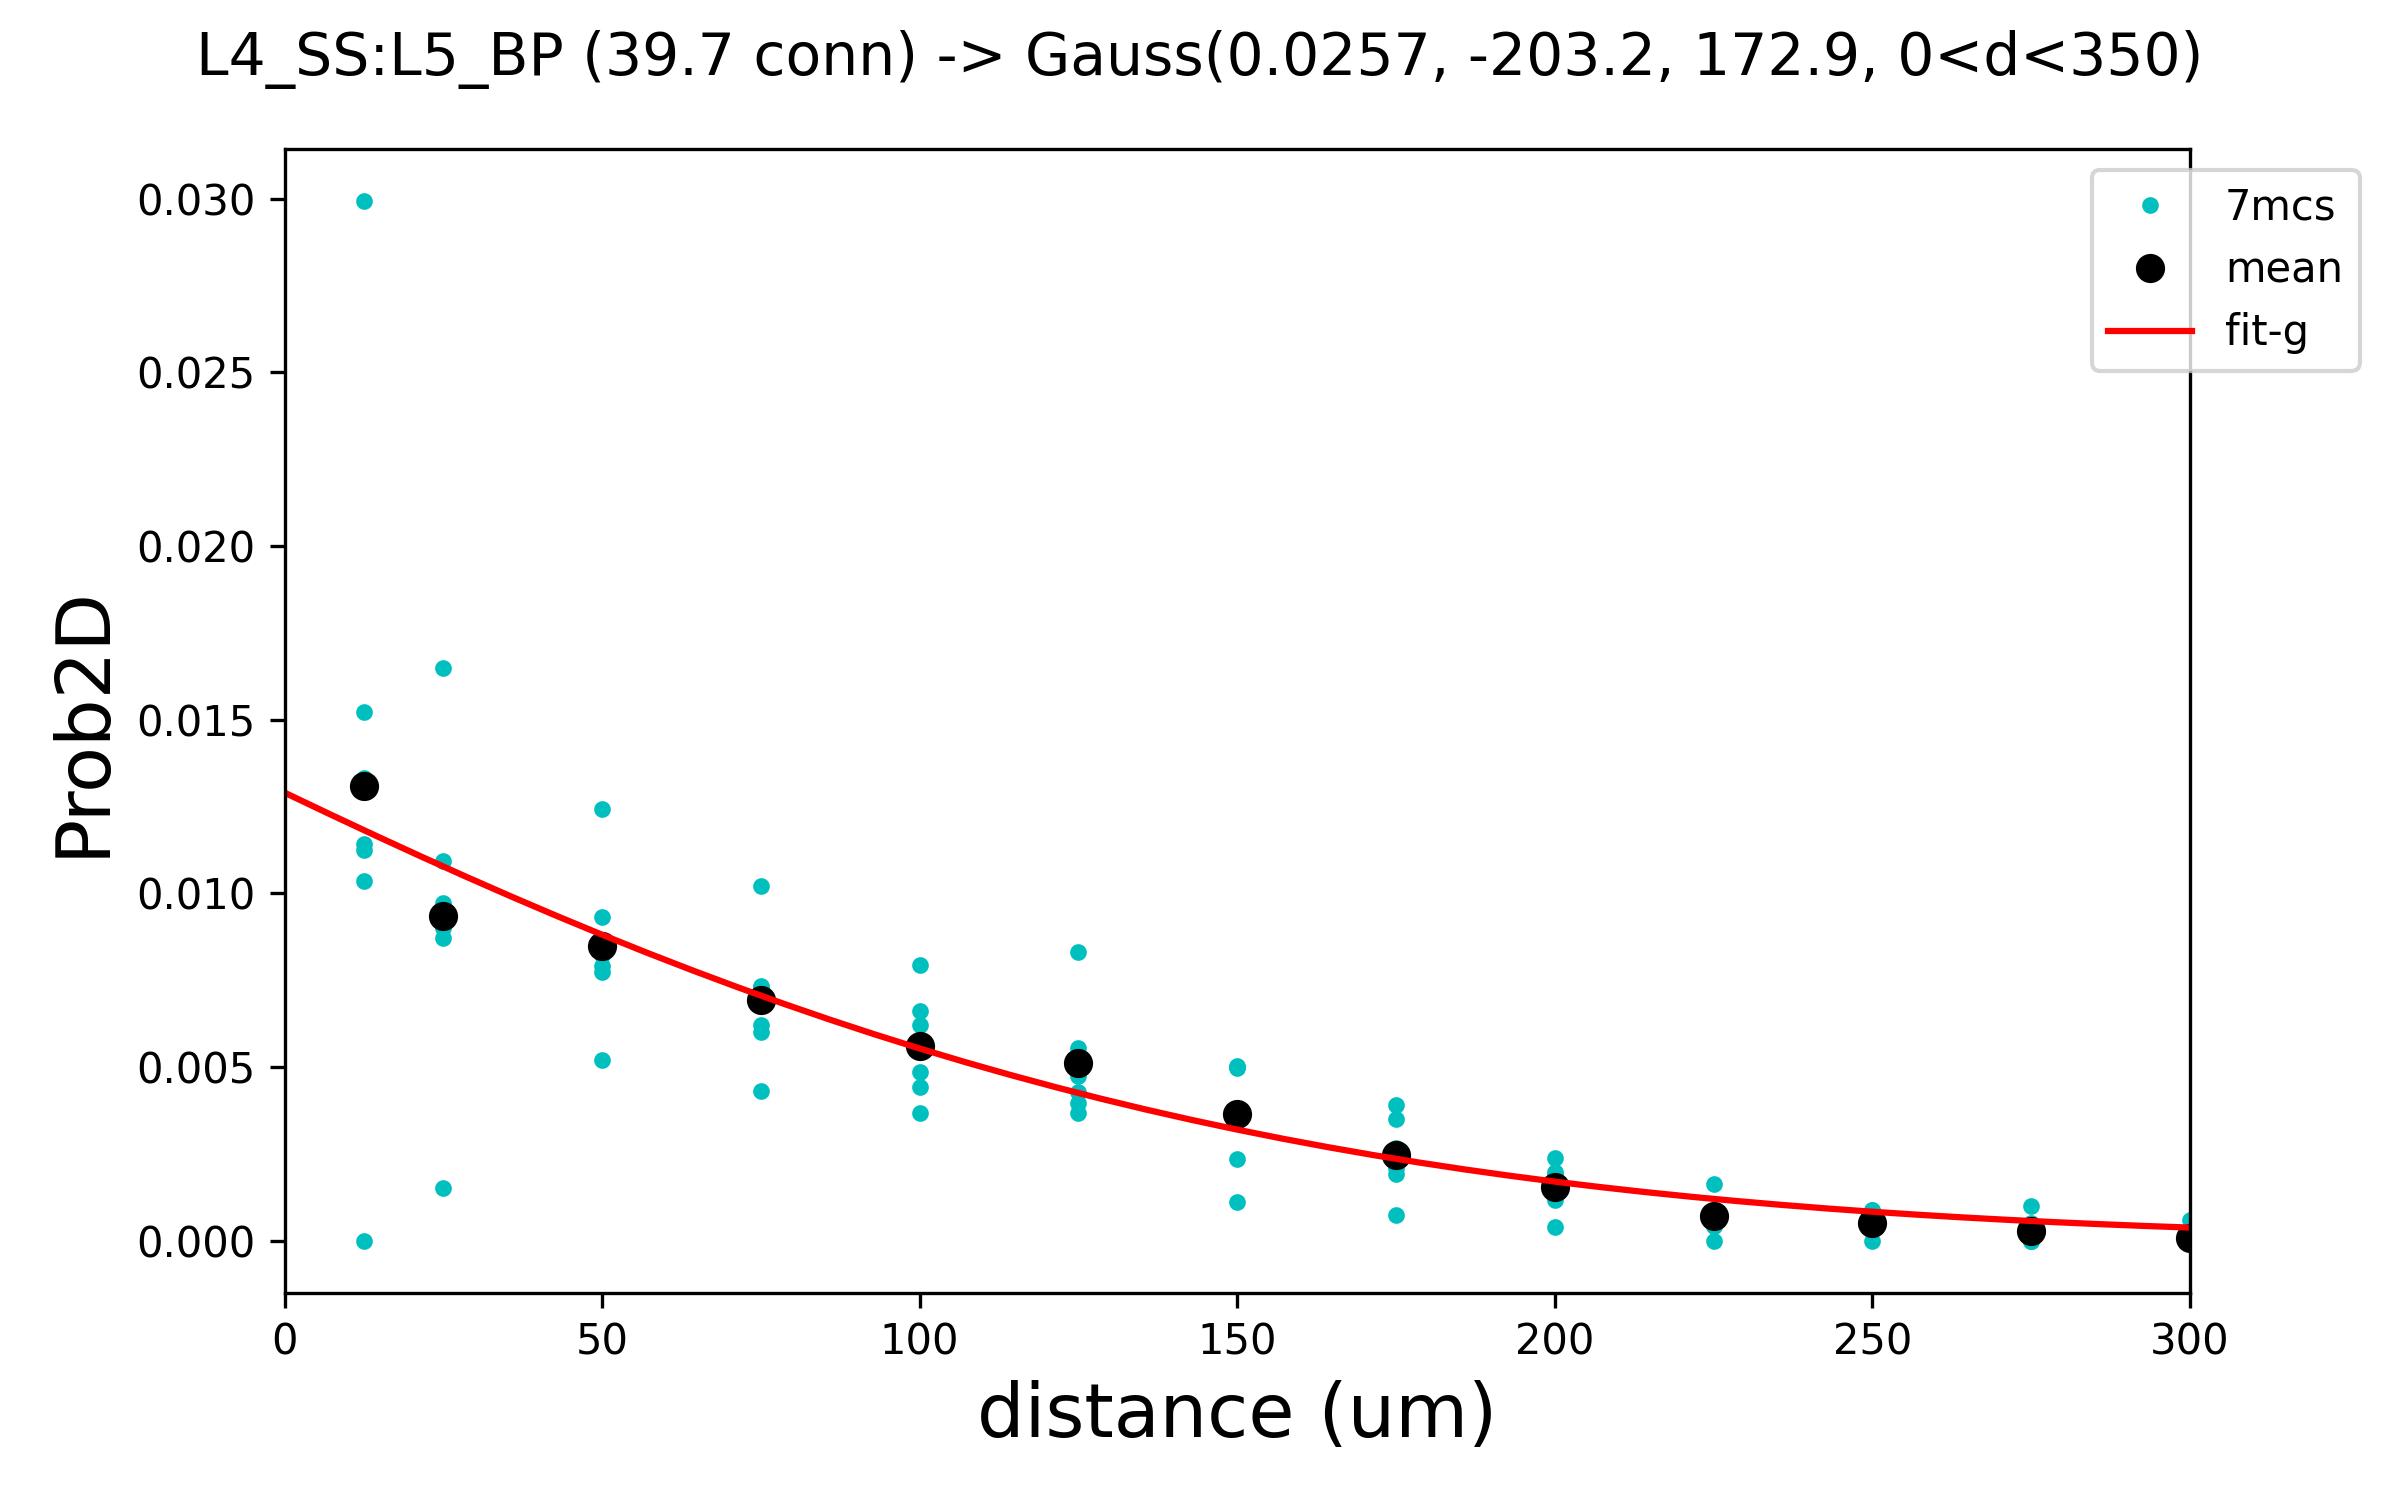 L4_SS:L5_BP (39.7 conn) -> Gauss(0.0257, -203.2, 172.9, 0<d<350)
0.030
0.025
0.020
0.015
0.010
0.005
0.000
Prob2D
7mcs
mean
fit-g
0 50 100 150 200 250 300
distance (um)